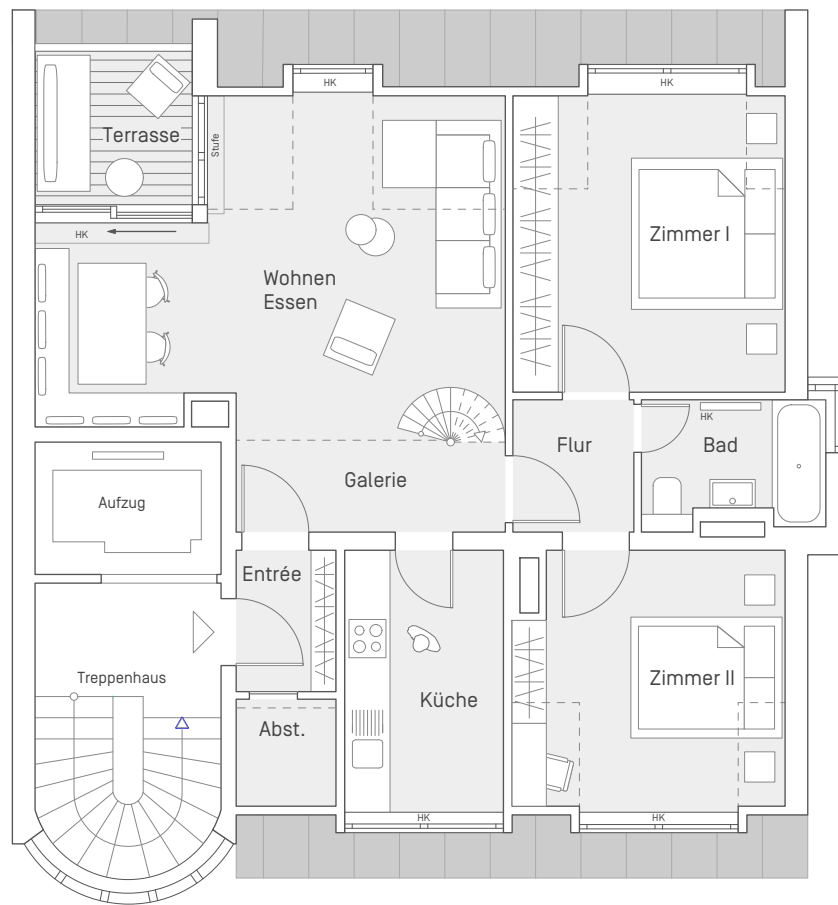 HK
HK
Terrasse
Stufe
HK
Zimmer I
Wohnen
Essen
HK
Flur
Bad
Galerie
Aufzug
Entrée
Treppenhaus
Zimmer II
Küche
Abst.
HK
HK